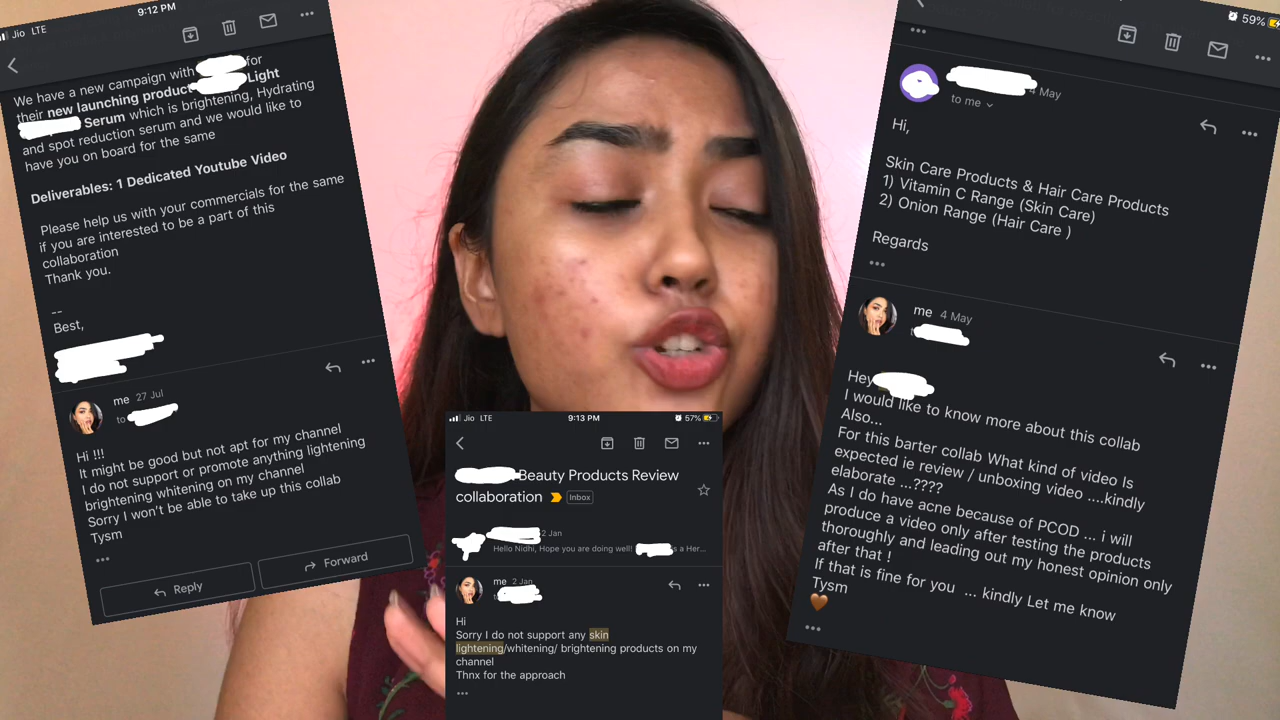 Jio LTE
9:12 PM
We have a new campaign with for
their new launching product Light
Serum which is brightening, Hydrating
and spot reduction serum and we would like to
have you on board for the same
Deliverables: 1 Dedicated Youtube Video
Please help us with your commercials for the same
if you are interested to be a part of this
collaboration
Thank you.
--
Best,
me 27 Jul
to
Hi !!!
It might be good but not apt for my channel
I do not support or promote anything lightening
brightening whitening on my channel
Sorry I won't be able to take up this collab
Tysm
Reply
Forward
Jio LTE
9:13 PM
57%
Beauty Products Review
collaboration Inbox
2 Jan
Hello Nidhi, Hope you are doing well! s a Her...
me 2 Jan
Hi
Sorry I do not support any skin
lightening/whitening/ brightening products on my
channel
Thnx for the approach
59%
4 May
to me
Hi,
Skin Care Products & Hair Care Products
1) Vitamin C Range (Skin Care)
2) Onion Range (Hair Care )
Regards
me 4 May
Hey
I would like to know more about this collab
Also...
For this barter collab What kind of video Is
expected ie review / unboxing video ....kindly
elaborate ...????
As I do have acne because of PCOD ... i will
produce a video only after testing the products
thoroughly and leading out my honest opinion only
after that !
If that is fine for you ... kindly Let me know
Tysm